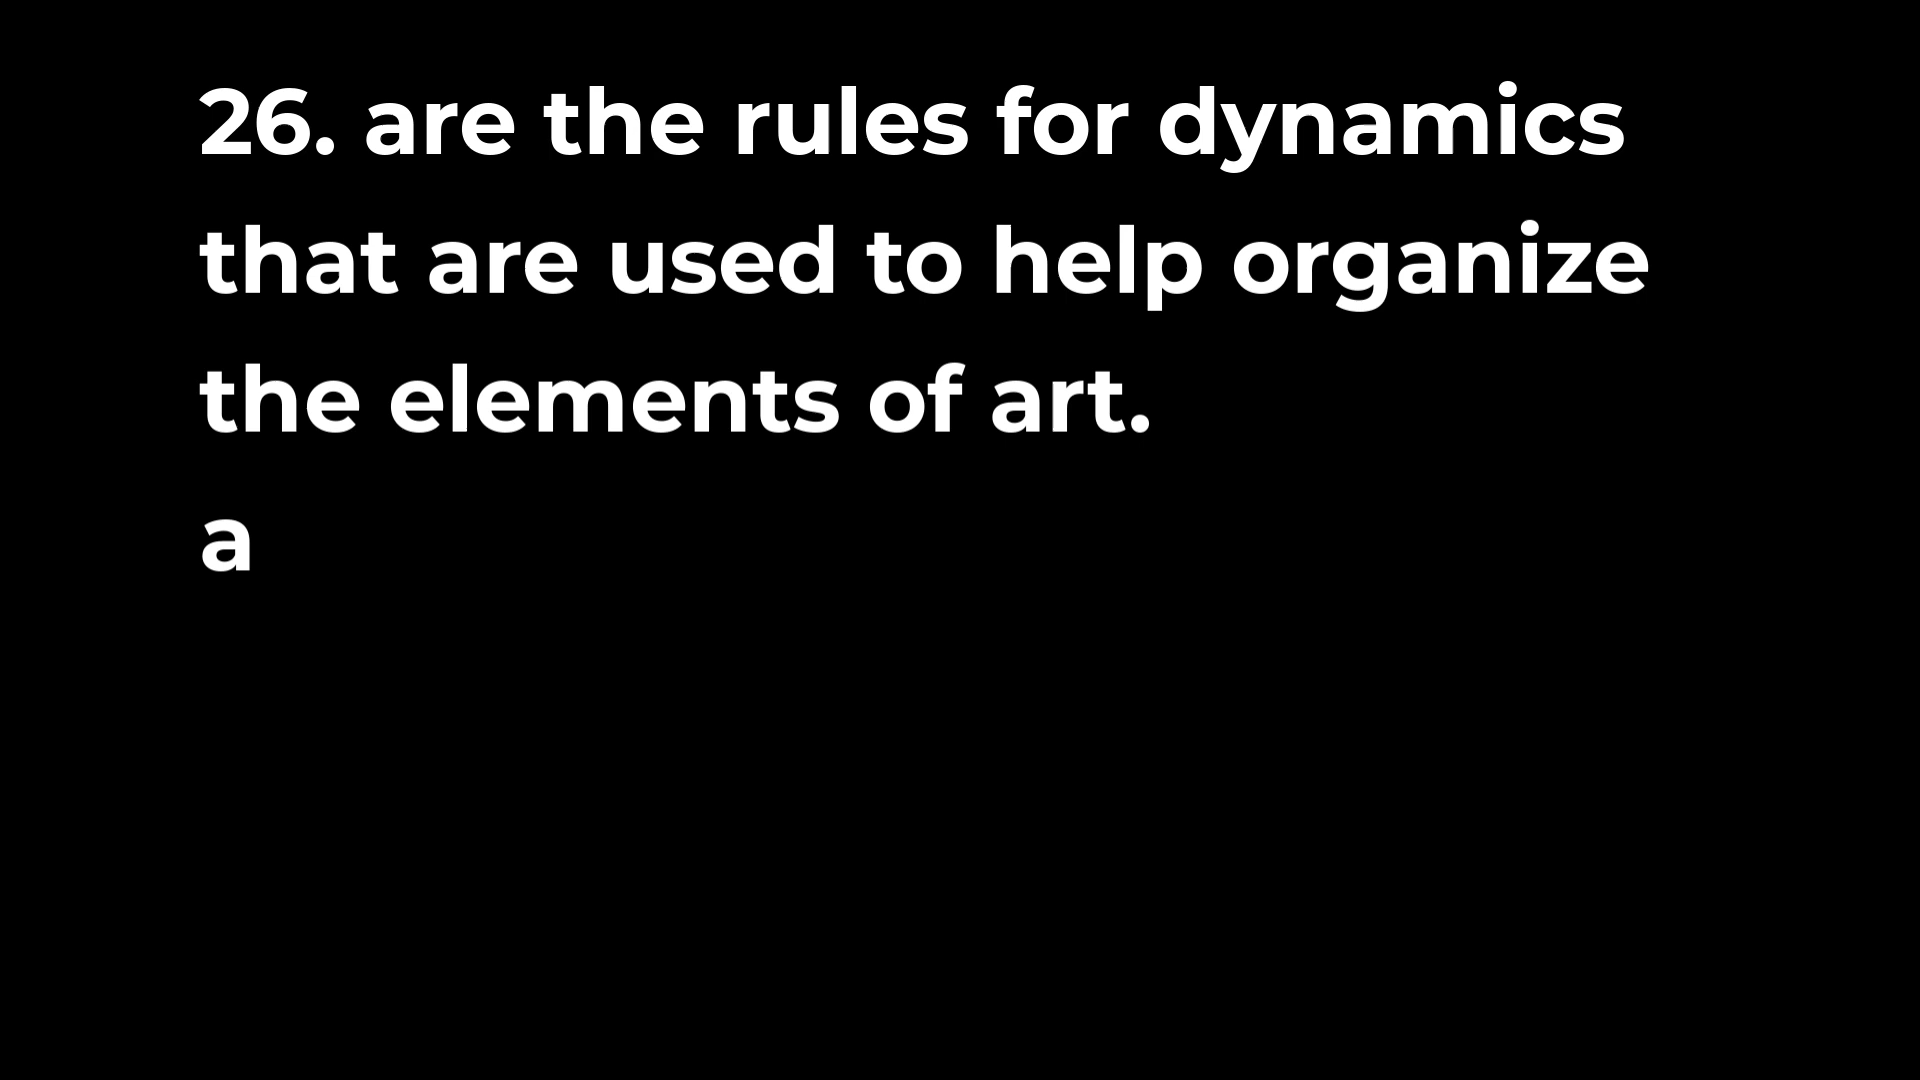 26. are the rules for dynamics
that are used to help organize
the elements of art.
a